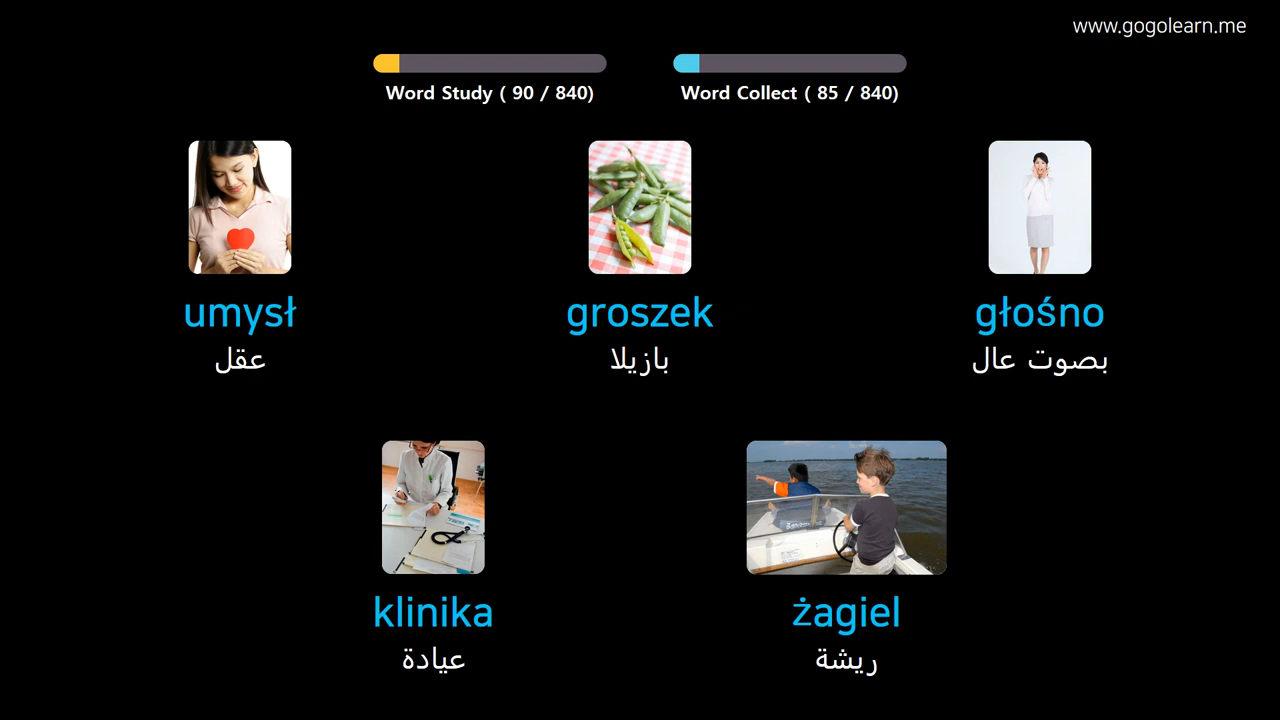 www.gogolearn.me
Word Study ( 90 / 840)
Word Collect ( 85 / 840)
umysł
عقل
groszek
بازيلا
głośno
بصوت عال
klinika
عيادة
żagiel
ريشة